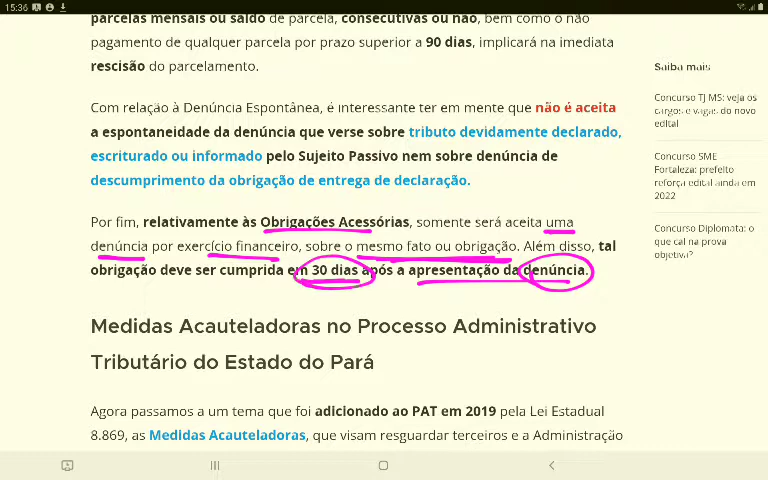 15:36
parcelas mensais ou saldo de parcela, consecutivas ou não, bem como o não
pagamento de qualquer parcela por prazo superior a 90 dias, implicará na imediata
rescisão do parcelamento.
Com relação à Denúncia Espontânea, é interessante ter em mente que não é aceita
a espontaneidade da denúncia que verse sobre tributo devidamente declarado,
escriturado ou informado pelo Sujeito Passivo nem sobre denúncia de
descumprimento da obrigação de entrega de declaração.
Por fim, relativamente às Obrigações Acessórias, somente será aceita uma
denúncia por exercício financeiro, sobre o mesmo fato ou obrigação. Além disso, tal
obrigação deve ser cumprida em 30 dias após a apresentação da denúncia.
Medidas Acauteladoras no Processo Administrativo
Tributário do Estado do Pará
Agora passamos a um tema que foi adicionado ao PAT em 2019 pela Lei Estadual
8.869, as Medidas Acauteladoras, que visam resguardar terceiros e a Administração
Saiba mais
Concurso TJ MS: veja os
cargos e vagas do novo
edital
Concurso SME
Fortaleza: prefeito
reforça edital ainda em
2022
Concurso Diplomata: o
que cai na prova
objetiva?